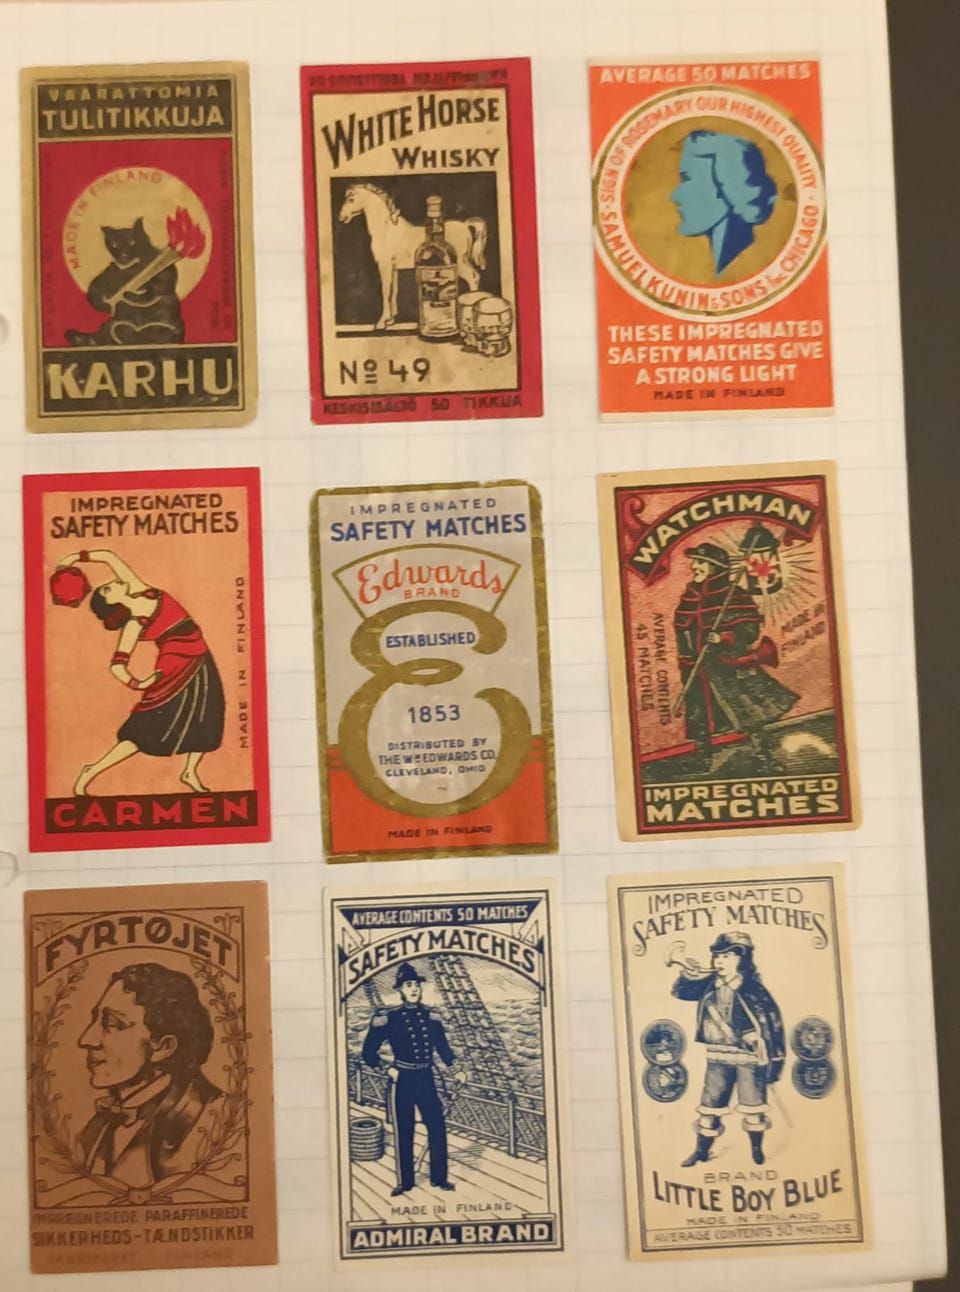 VAARATTOMIA
TULITIKKUJA
MADE IN FINLAND
KARHU
WHITE HORSE
WHISKY
No 49
KESKISISÄLTÖ 50 TIKKUA
AVERAGE 50 MATCHES
SIGN OF ROSEMARY OUR HIGHEST QUALITY
SAMUEL KUNIN & SONS Inc. CHICAGO
THESE IMPREGNATED
SAFETY MATCHES GIVE
A STRONG LIGHT
MADE IN FINLAND
IMPREGNATED
SAFETY MATCHES
MADE IN FINLAND
CARMEN
IMPREGNATED
SAFETY MATCHES
Edwards
BRAND
ESTABLISHED
1853
DISTRIBUTED BY
THE WM EDWARDS CO.
CLEVELAND, OHIO
MADE IN FINLAND
WATCHMAN
MADE IN
FINLAND
AVERAGE CONTENTS
45 MATCHES
IMPREGNATED
MATCHES
FYRTØJET
IMPRÆGNEREDE PARAFFINEREDE
SIKKERHEDS-TÆNDSTIKKER
FABRIKERET I FINLAND
AVERAGE CONTENTS 50 MATCHES
SAFETY MATCHES
MADE IN FINLAND
ADMIRAL BRAND
IMPREGNATED
SAFETY MATCHES
BRAND
LITTLE BOY BLUE
MADE IN FINLAND
AVERAGE CONTENTS 50 MATCHES